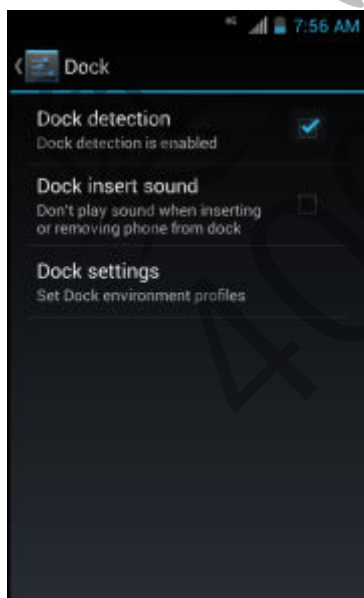 4G 7:56 AM
Dock
Dock detection
Dock detection is enabled
Dock insert sound
Don't play sound when inserting
or removing phone from dock
Dock settings
Set Dock environment profiles